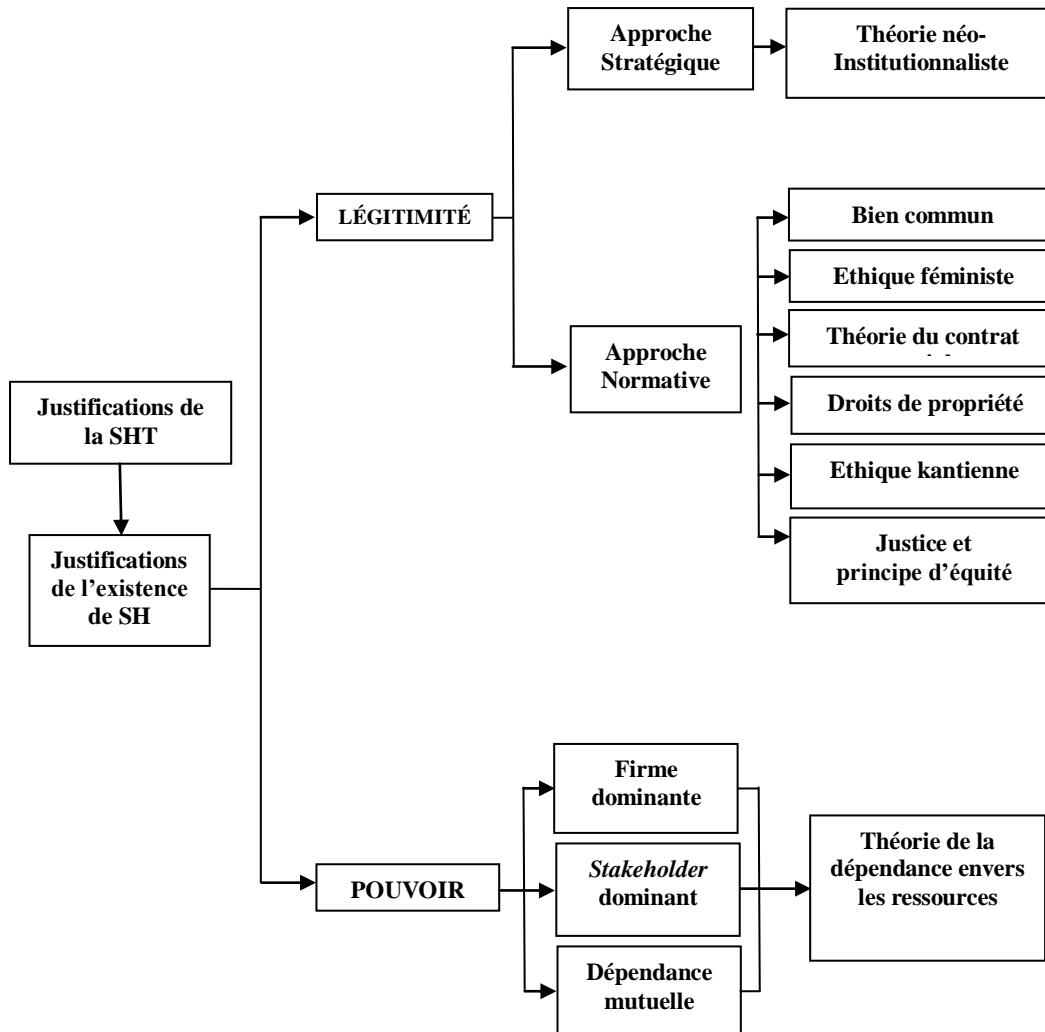 Approche
Stratégique
Théorie néo-
Institutionnaliste
LÉGITIMITÉ
Bien commun
Ethique féministe
Théorie du contrat
Approche
Normative
Droits de propriété
Ethique kantienne
Justice et
principe d’équité
Justifications de
la SHT
Justifications
de l’existence
de SH
Firme
dominante
POUVOIR
Stakeholder
dominant
Dépendance
mutuelle
Théorie de la
dépendance envers
les ressources